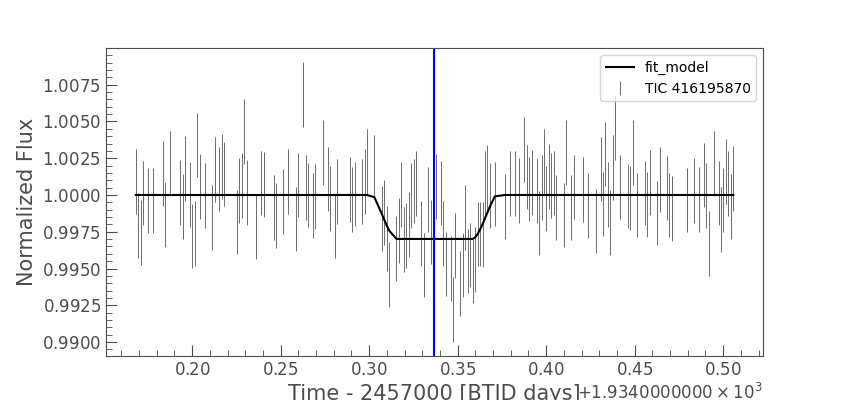 fit_model
TIC 416195870
Normalized Flux
1.0075
1.0050
1.0025
1.0000
0.9975
0.9950
0.9925
0.9900
0.20 0.25 0.30 0.35 0.40 0.45 0.50
Time - 2457000 [BTJD days]
+1.9340000000 × 10³